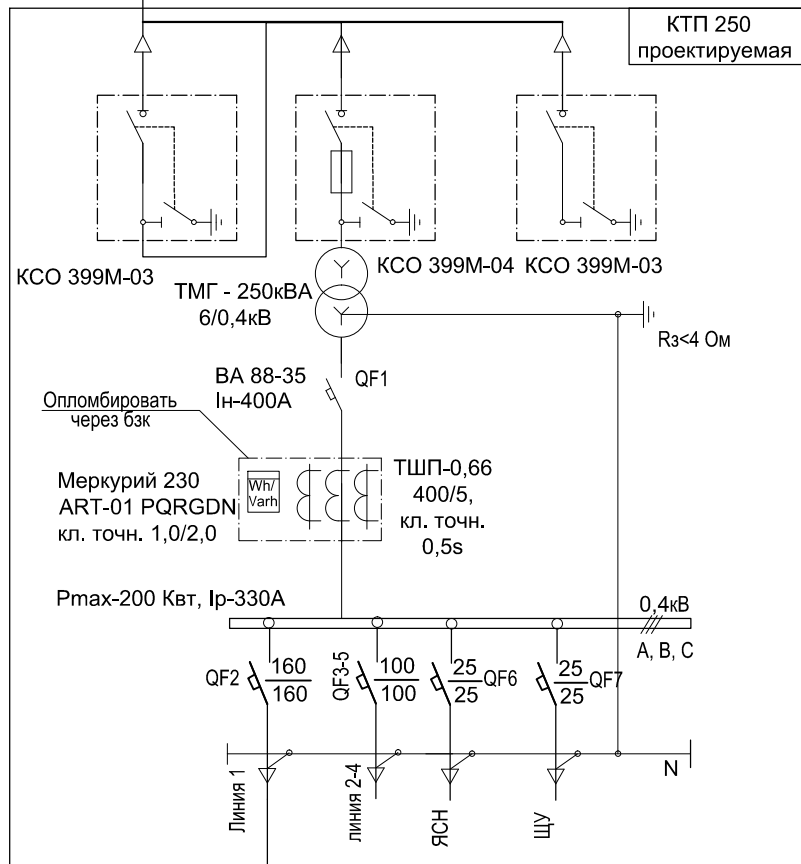 КТП 250
проектируемая
КСО 399М-03
КСО 399М-04
КСО 399М-03
ТМГ - 250кВА
6/0,4кВ
Rз<4 Ом
ВА 88-35
Iн-400А
QF1
Опломбировать
через бзк
Меркурий 230
ART-01 PQRGDN
кл. точн. 1,0/2,0
Wh/
Varh
ТШП-0,66
400/5,
кл. точн.
0,5s
Pmax-200 Квт, Iр-330А
0,4кВ
А, В, С
QF2
160
160
QF3-5
100
100
25
25
QF6
25
25
QF7
N
Линия 1
линия 2-4
ЯСН
ЩУ